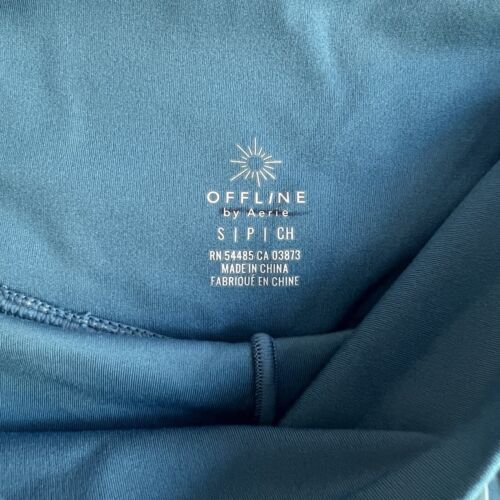 OFFLINE
by Aerie
S | P | CH
RN 54485 CA 03873
MADE IN CHINA
FABRIQUÉ EN CHINE